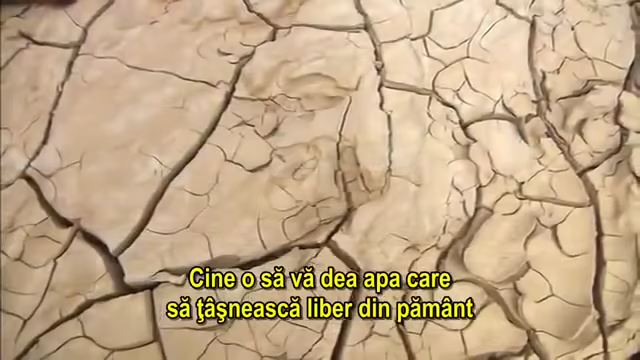 Cine o să vă dea apa care
să ţâşnească liber din pământ